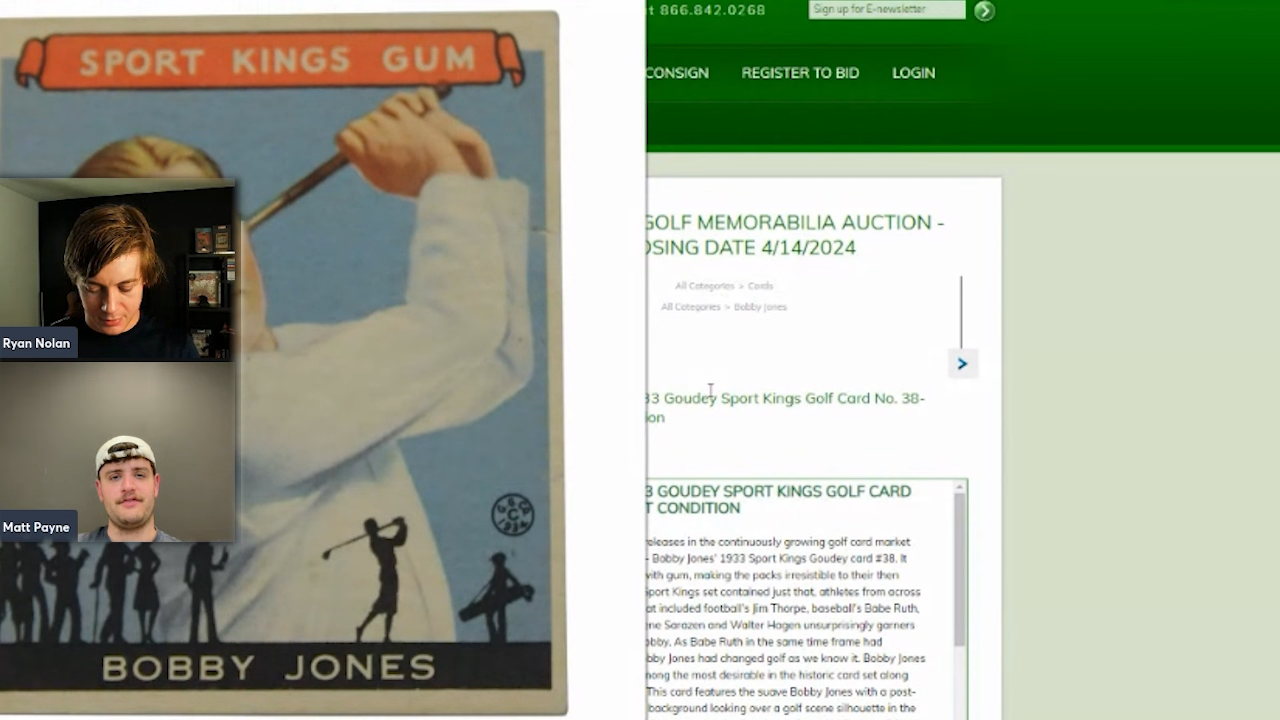 SPORT KINGS GUM
Ryan Nolan
Matt Payne
BOBBY JONES
866.842.0268
Sign up for E-newsletter
CONSIGN REGISTER TO BID LOGIN
GOLF MEMORABILIA AUCTION -
OSING DATE 4/14/2024
All Categories > Cards
All Categories > Bobby Jones
33 Goudey Sport Kings Golf Card No. 38-
ion
3 GOUDEY SPORT KINGS GOLF CARD
T CONDITION
releases in the continuously growing golf card market
- Bobby Jones' 1933 Sport Kings Goudey card #38. It
with gum, making the packs irresistible to their then
Sport Kings set contained just that, athletes from across
at included football's Jim Thorpe, baseball's Babe Ruth,
ne Sarazen and Walter Hagen unsurprisingly garners
obby. As Babe Ruth in the same time frame had
bby Jones had changed golf as we know it. Bobby Jones
mong the most desirable in the historic card set along
This card features the suave Bobby Jones with a post-
background looking over a golf scene silhouette in the